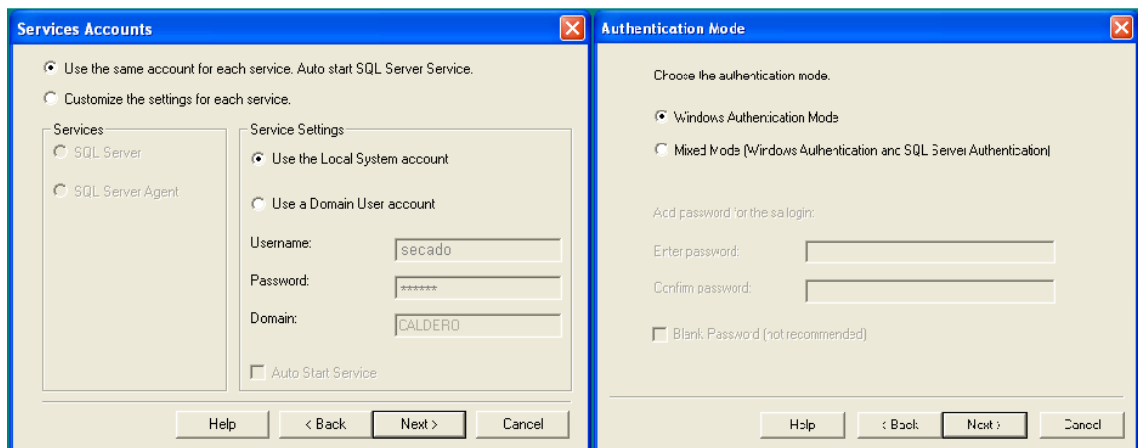 Services Accounts
Use the same account for each service. Auto start SQL Server Service.
Customize the settings for each service.
Services
SQL Server
SQL Server Agent
Service Settings
Use the Local System account
Use a Domain User account
Username:
secado
Password:
******
Domain:
CALDERO
Auto Start Service
Help
< Back
Next >
Cancel
Authentication Mode
Choose the authentication mode.
Windows Authentication Mode
Mixed Mode (Windows Authentication and SQL Server Authentication)
Add password for the sa login:
Enter password:
Confirm password:
Blank Password (not recommended)
Help
< Back
Next >
Cancel